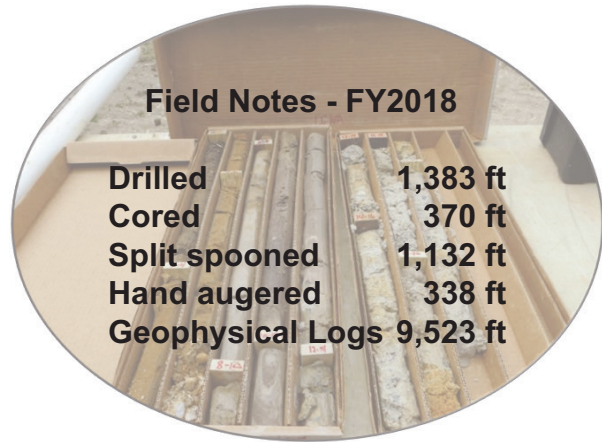 Field Notes - FY2018
Drilled 1,383 ft
Cored 370 ft
Split spooned 1,132 ft
Hand augered 338 ft
Geophysical Logs 9,523 ft